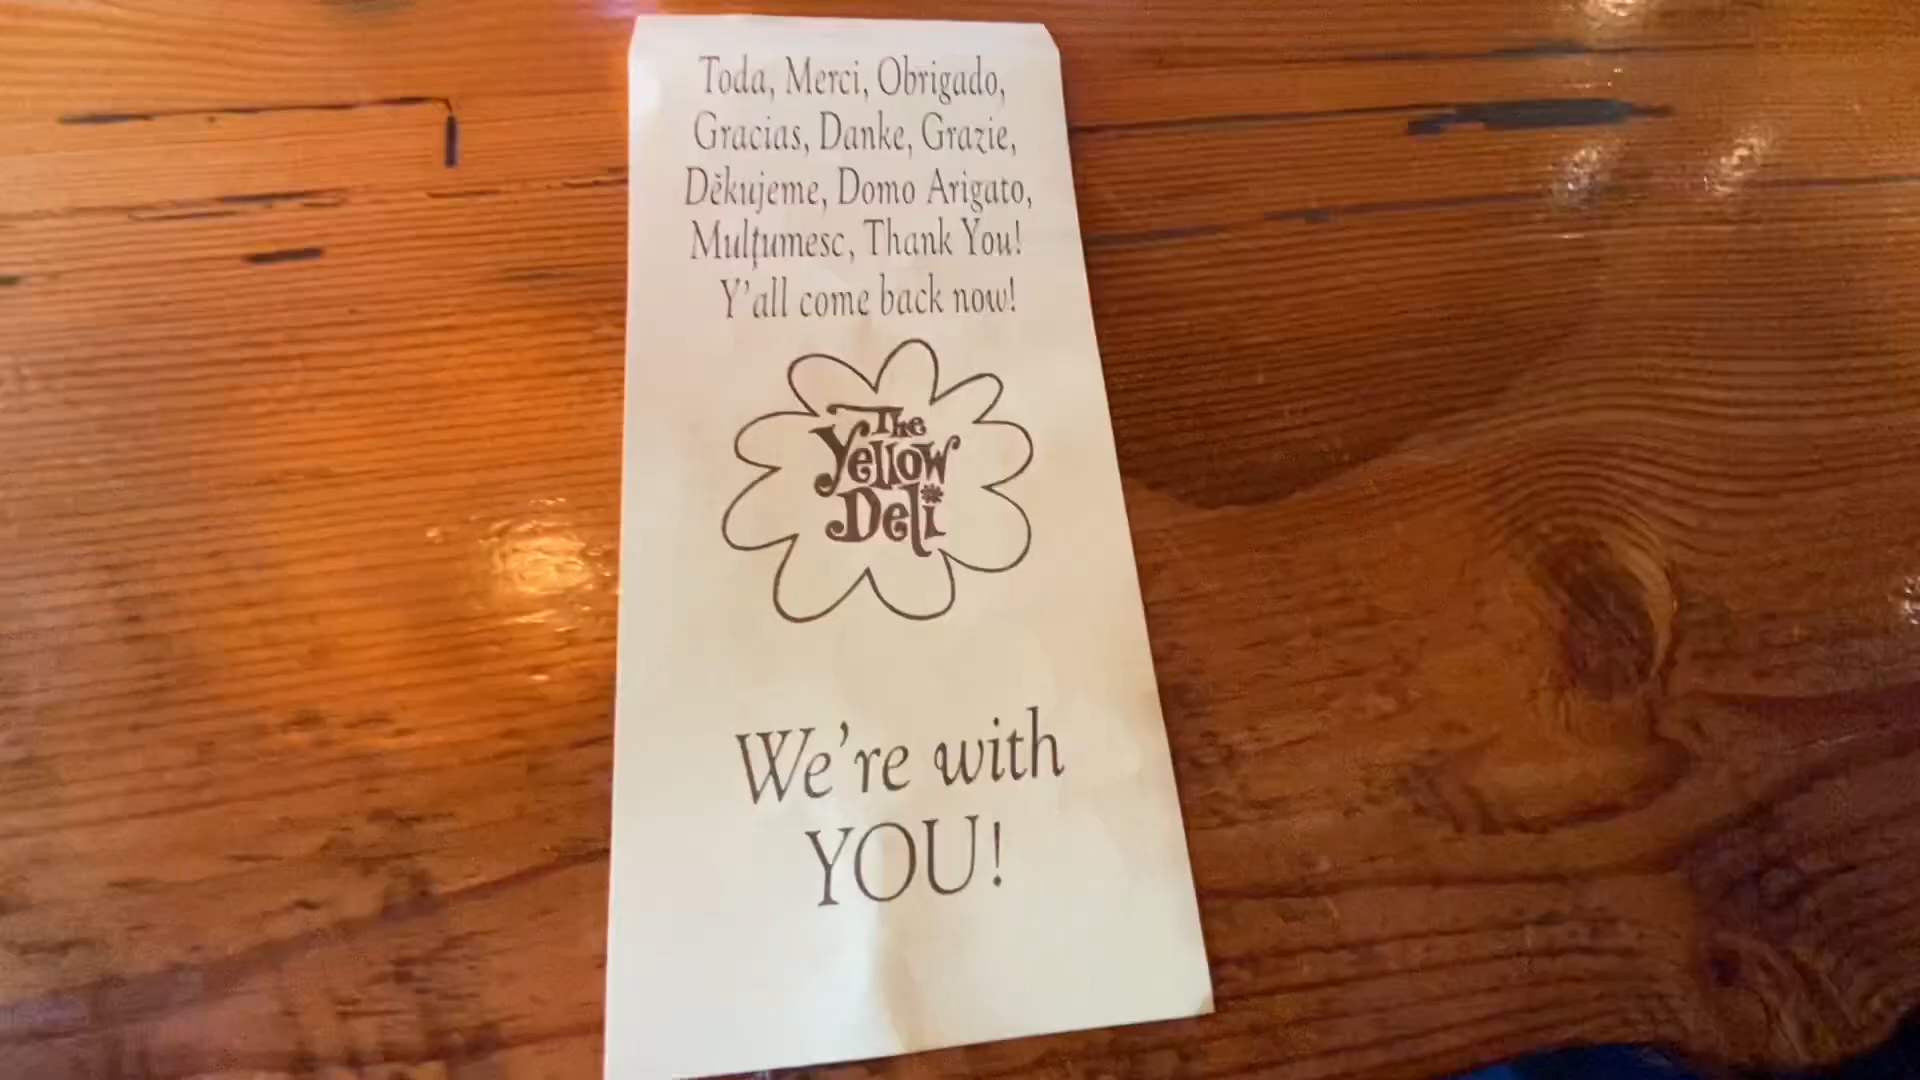 Toda, Merci, Obrigado,
Gracias, Danke, Grazie,
Děkujeme, Domo Arigato,
Mulţumesc, Thank You!
Y'all come back now!
The
Yellow
Deli
We're with
YOU!